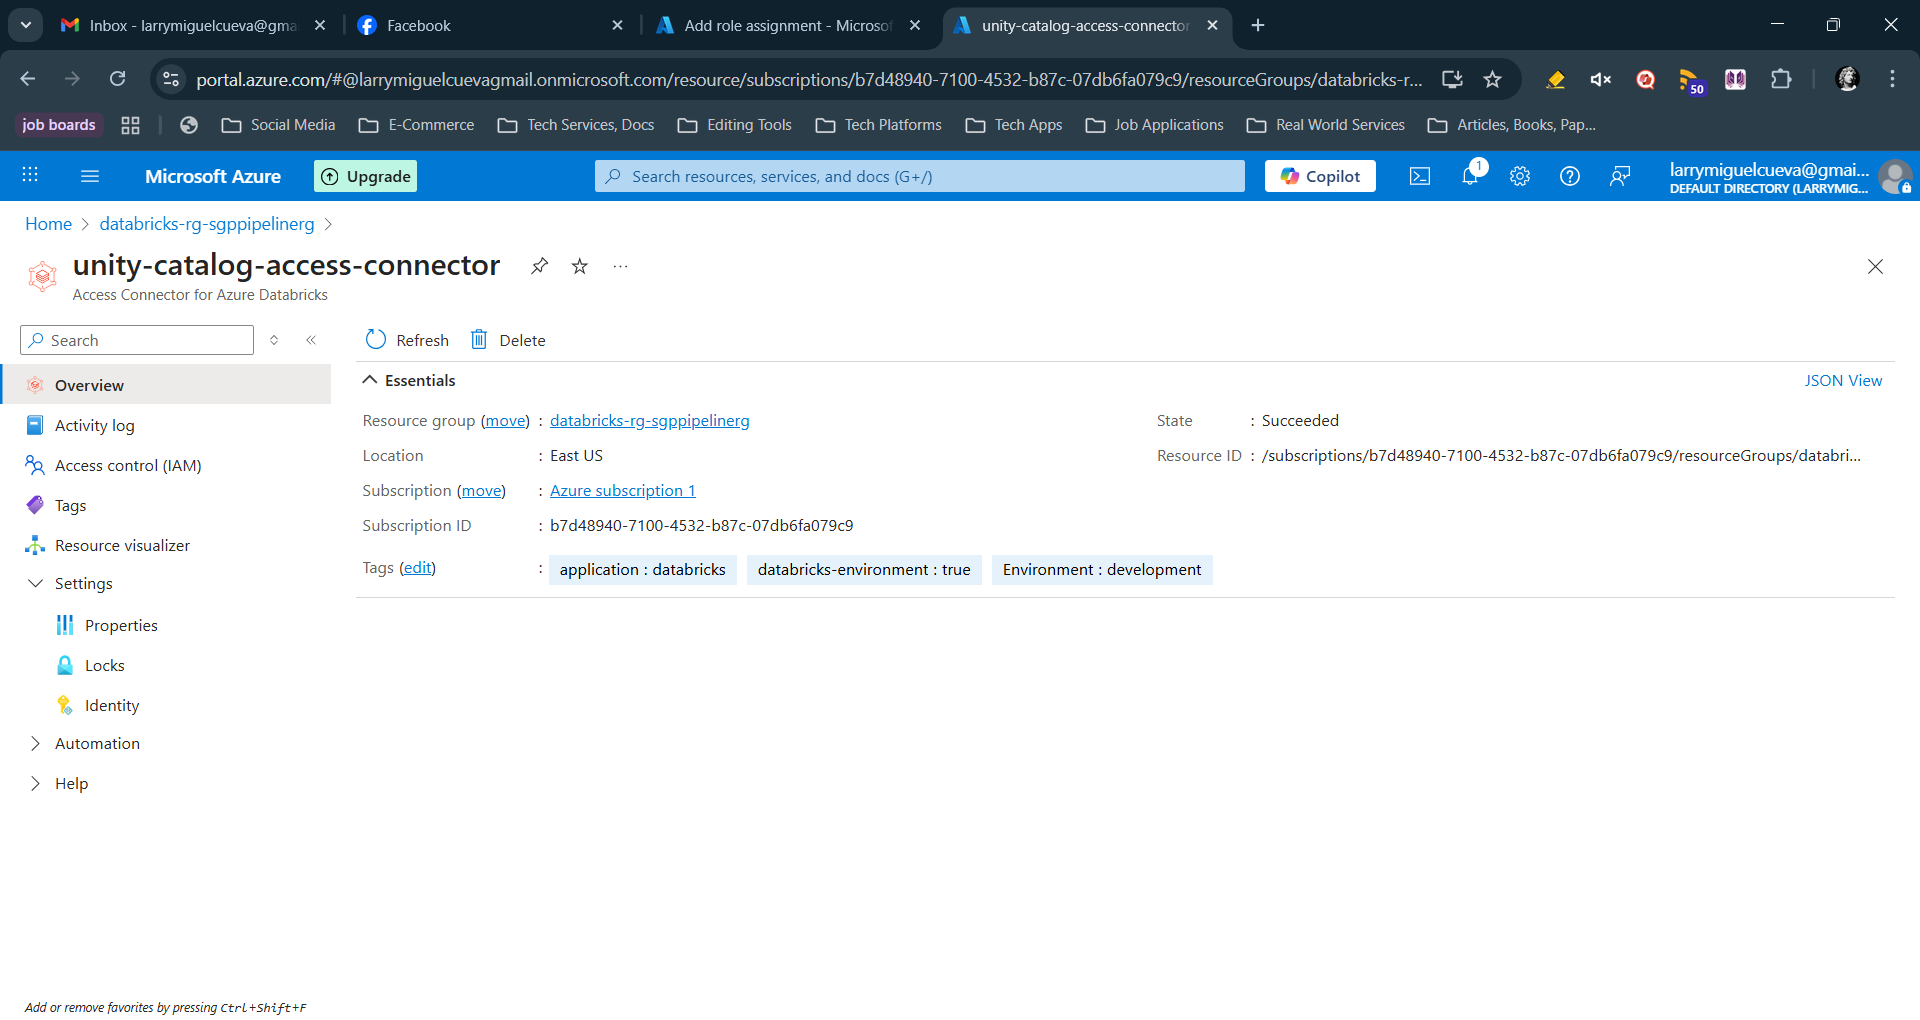 Inbox - larrymiguelcueva@gma
Facebook
Add role assignment - Microsof
unity-catalog-access-connector
portal.azure.com/#@larrymiguelcuevagmail.onmicrosoft.com/resource/subscriptions/b7d48940-7100-4532-b87c-07db6fa079c9/resourceGroups/databricks-r...
50
job boards
Social Media
E-Commerce
Tech Services, Docs
Editing Tools
Tech Platforms
Tech Apps
Job Applications
Real World Services
Articles, Books, Pap...
Microsoft Azure
Upgrade
Search resources, services, and docs (G+/)
Copilot
1
larrymiguelcueva@gmai...
DEFAULT DIRECTORY (LARRYMIG...
Home > databricks-rg-sgppipelinerg >
unity-catalog-access-connector
...
Access Connector for Azure Databricks
Search
Refresh
Delete
Overview
Activity log
Access control (IAM)
Tags
Resource visualizer
Settings
Properties
Locks
Identity
Automation
Help
Essentials
JSON View
Resource group (move) : databricks-rg-sgppipelinerg
Location : East US
Subscription (move) : Azure subscription 1
Subscription ID : b7d48940-7100-4532-b87c-07db6fa079c9
Tags (edit) : application : databricks databricks-environment : true Environment : development
State : Succeeded
Resource ID : /subscriptions/b7d48940-7100-4532-b87c-07db6fa079c9/resourceGroups/databri...
Add or remove favorites by pressing Ctrl+Shift+F